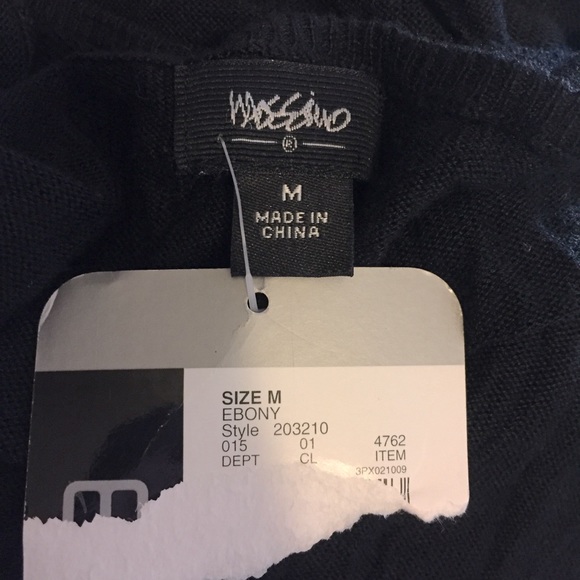 Mossimo
®
M
MADE IN
CHINA
SIZE M
EBONY
Style 203210
015 01 4762
DEPT CL ITEM
3PX021009